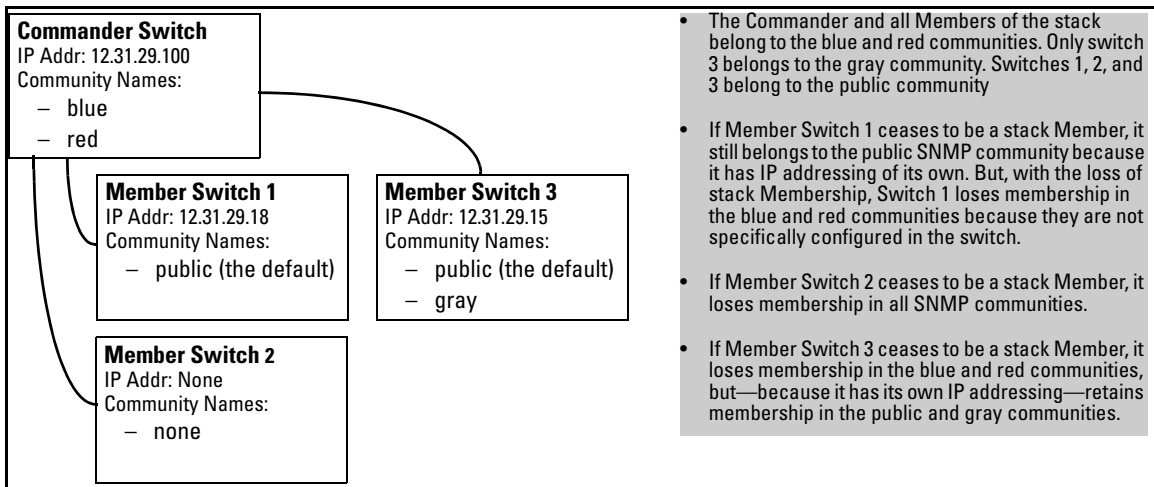 Commander Switch
IP Addr: 12.31.29.100
Community Names:
– blue
– red
Member Switch 1
IP Addr: 12.31.29.18
Community Names:
– public (the default)
Member Switch 3
IP Addr: 12.31.29.15
Community Names:
– public (the default)
– gray
Member Switch 2
IP Addr: None
Community Names:
– none
• The Commander and all Members of the stack
belong to the blue and red communities. Only switch
3 belongs to the gray community. Switches 1, 2, and
3 belong to the public community
• If Member Switch 1 ceases to be a stack Member, it
still belongs to the public SNMP community because
it has IP addressing of its own. But, with the loss of
stack Membership, Switch 1 loses membership in
the blue and red communities because they are not
specifically configured in the switch.
• If Member Switch 2 ceases to be a stack Member, it
loses membership in all SNMP communities.
• If Member Switch 3 ceases to be a stack Member, it
loses membership in the blue and red communities,
but—because it has its own IP addressing—retains
membership in the public and gray communities.